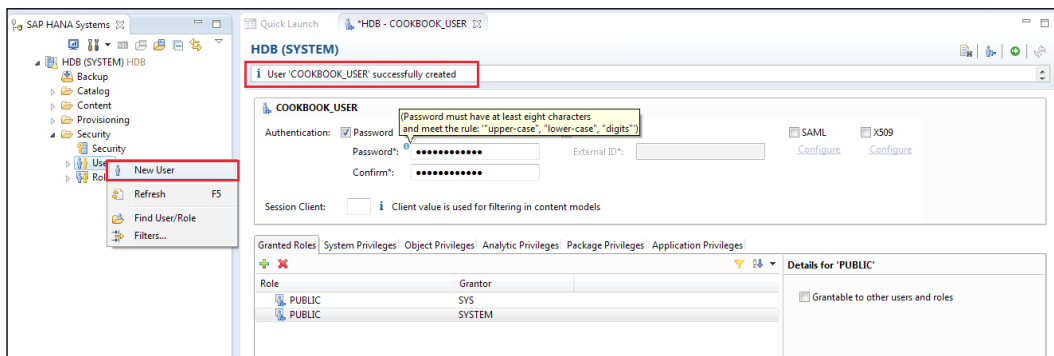 SAP HANA Systems
HDB (SYSTEM) HDB
Backup
Catalog
Content
Provisioning
Security
Security
Use
Rol
New User
Refresh F5
Find User/Role
Filters...
Quick Launch
*HDB - COOKBOOK_USER
HDB (SYSTEM)
User 'COOKBOOK_USER' successfully created
COOKBOOK_USER
(Password must have at least eight characters
and meet the rule: '"upper-case", "lower-case", "digits"')
Authentication: Password
SAML X509
Password*: External ID*: Configure Configure
Confirm*:
Session Client: i Client value is used for filtering in content models
Granted Roles System Privileges Object Privileges Analytic Privileges Package Privileges Application Privileges
Details for 'PUBLIC'
Role Grantor
PUBLIC SYS
PUBLIC SYSTEM
Grantable to other users and roles